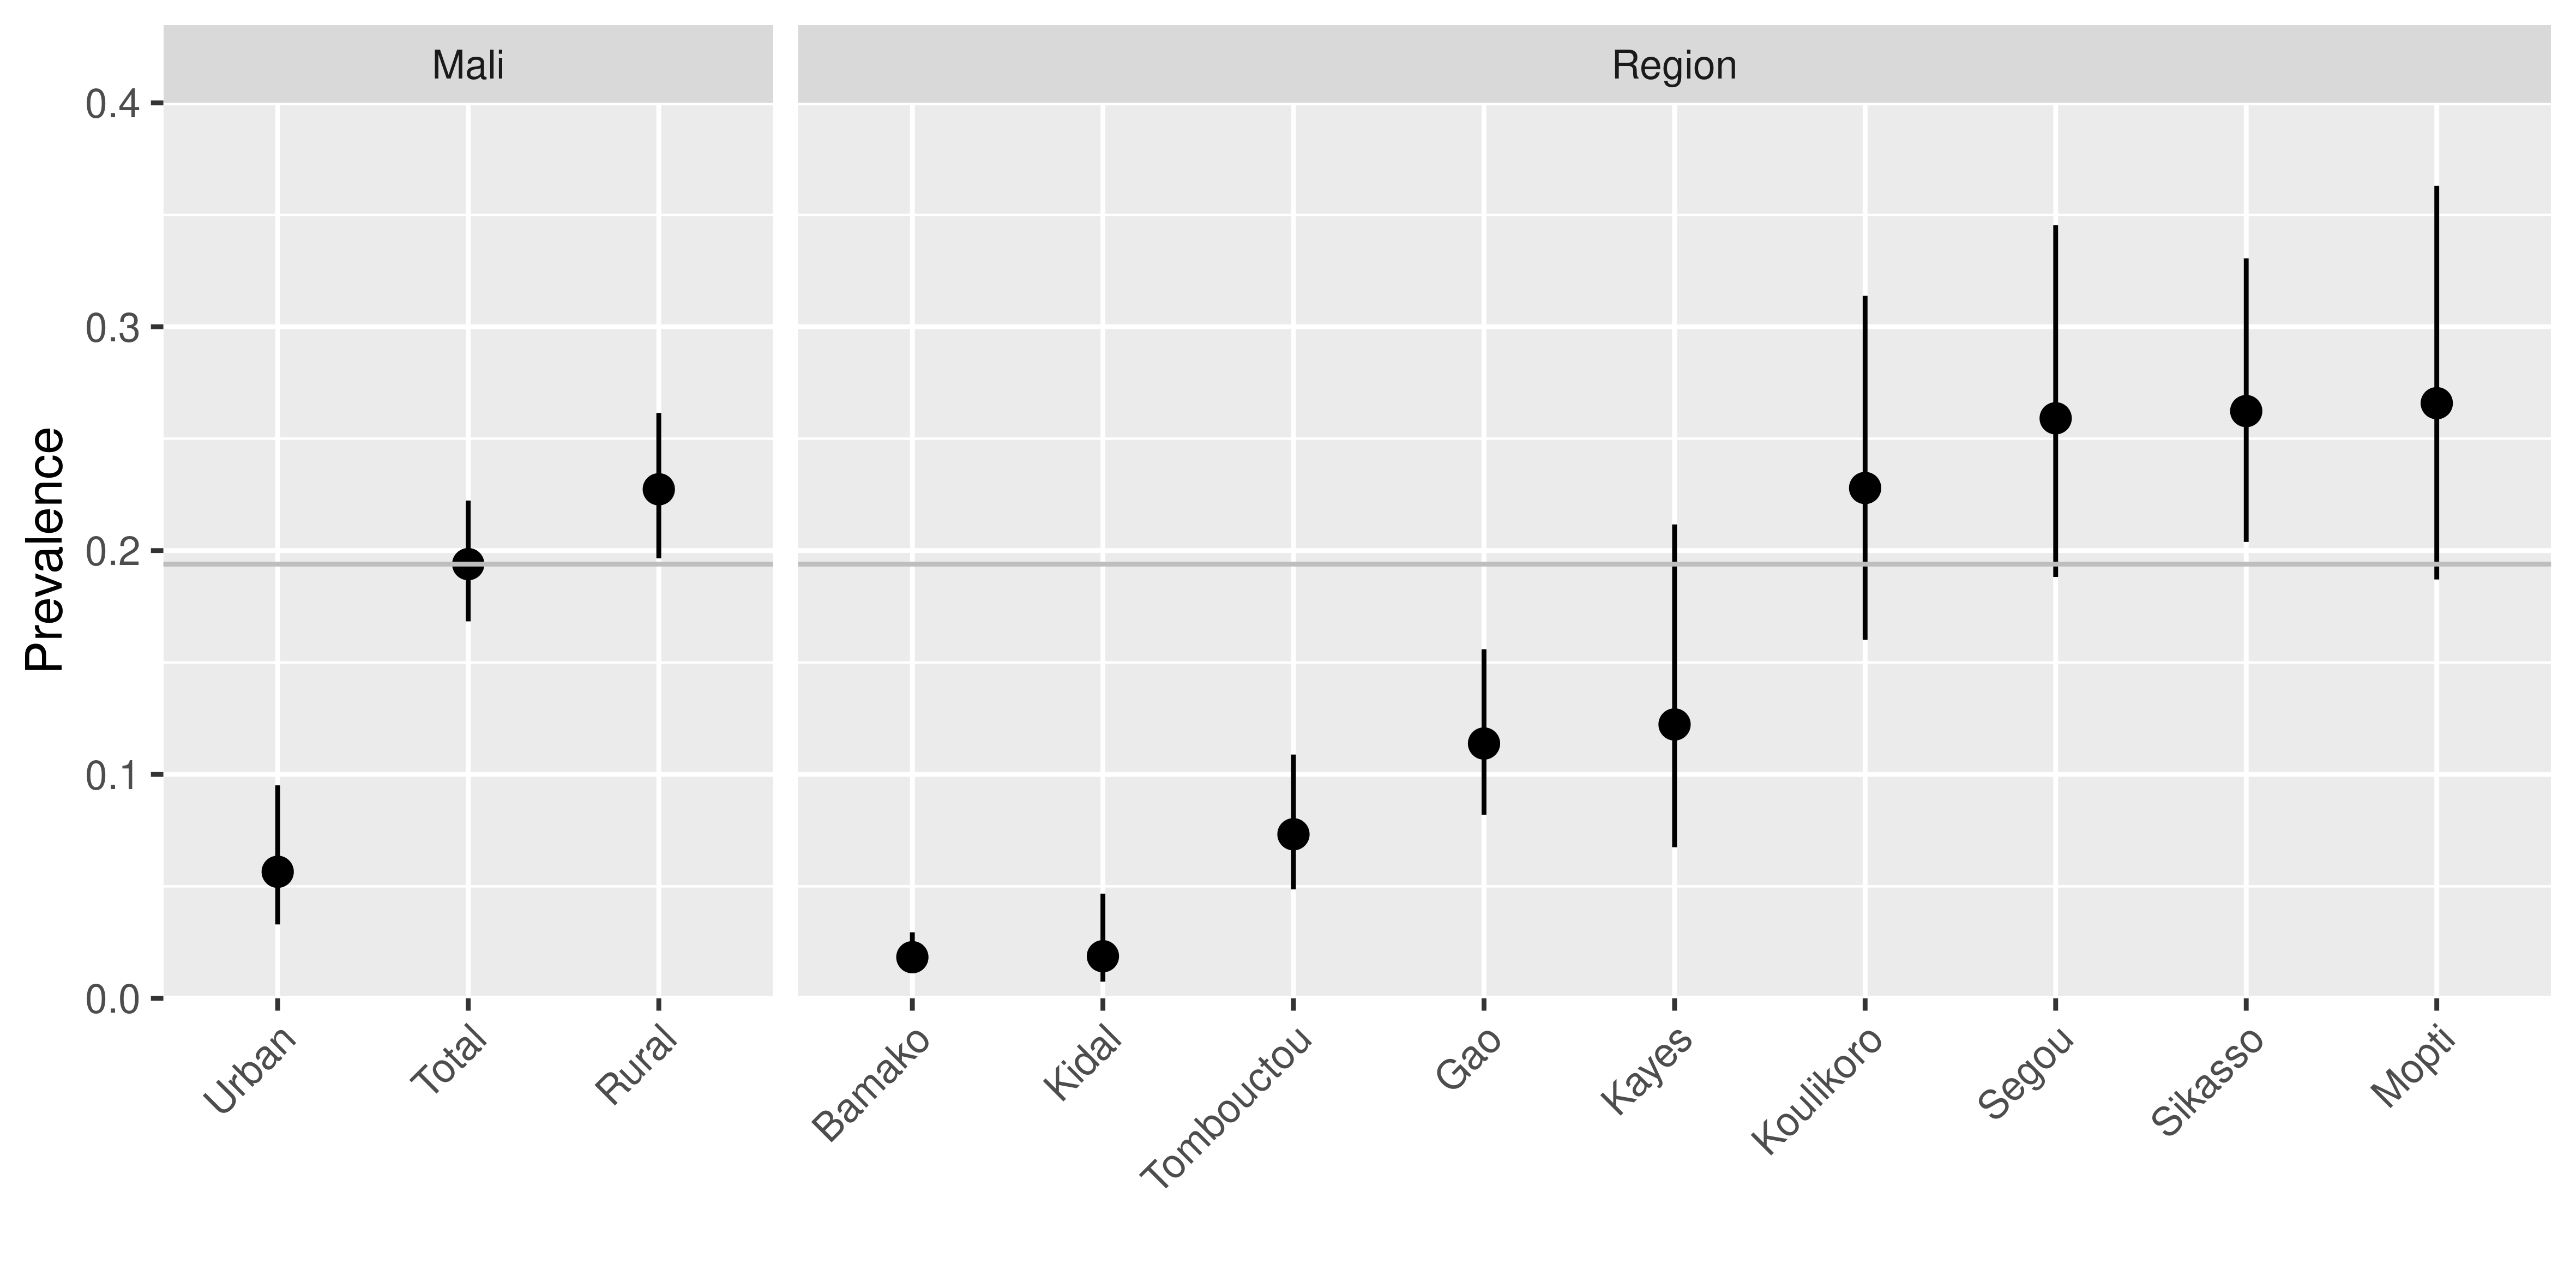 Mali
Region
Prevalence
0.4
0.3
0.2
0.1
0.0
Urban
Total
Rural
Bamako
Kidal
Tombouctou
Gao
Kayes
Koulikoro
Segou
Sikasso
Mopti